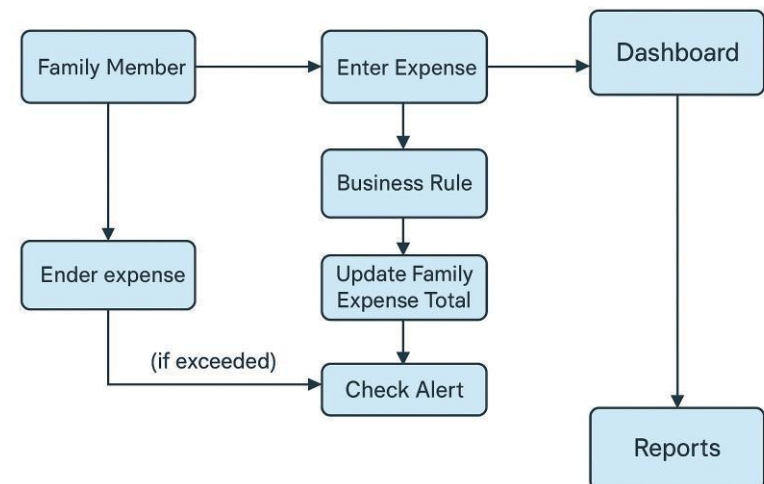 Family Member
Enter Expense
Dashboard
Business Rule
Ender expense
Update Family
Expense Total
(if exceeded)
Check Alert
Reports